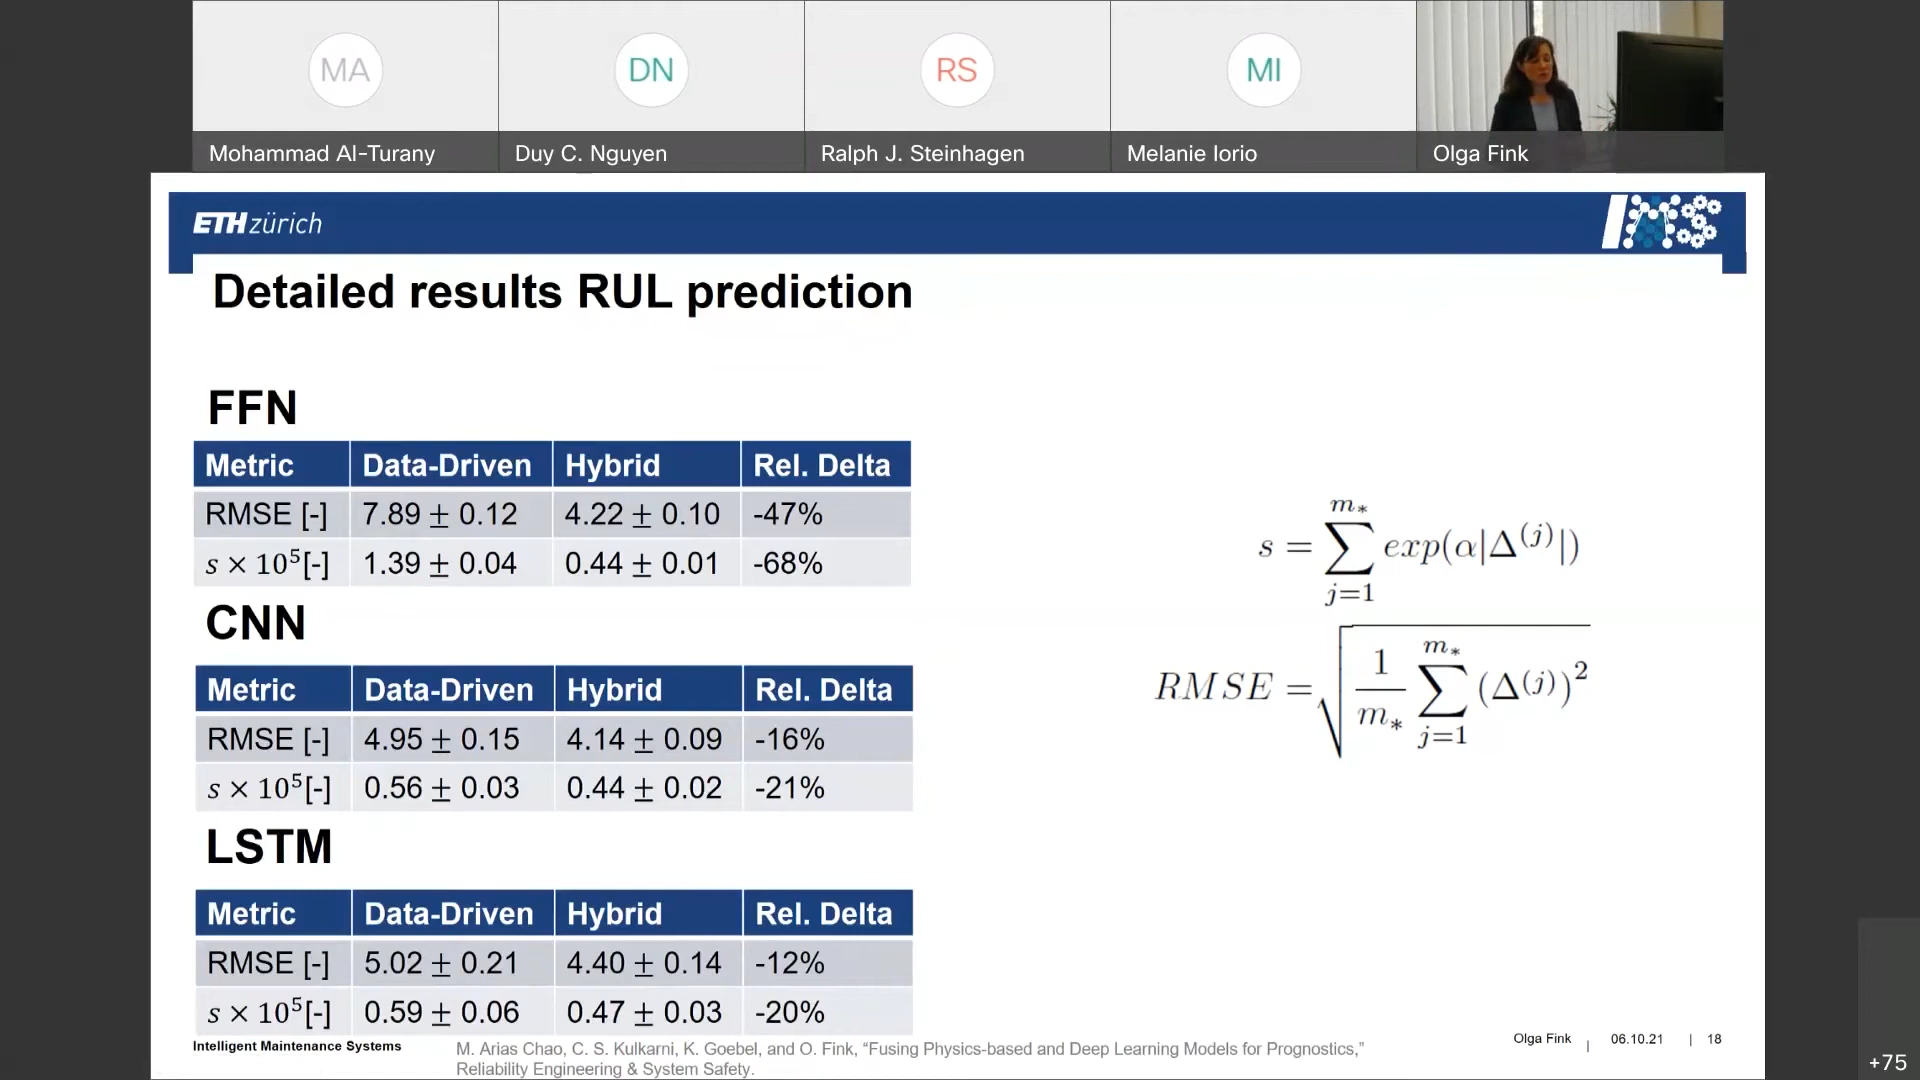 MA
DN
RS
MI
Mohammad Al-Turany
Duy C. Nguyen
Ralph J. Steinhagen
Melanie Iorio
Olga Fink
ETH zürich
IMS
Detailed results RUL prediction
FFN
Metric Data-Driven Hybrid Rel. Delta
RMSE [-] 7.89 ± 0.12 4.22 ± 0.10 -47%
s × 10⁵[-] 1.39 ± 0.04 0.44 ± 0.01 -68%
CNN
Metric Data-Driven Hybrid Rel. Delta
RMSE [-] 4.95 ± 0.15 4.14 ± 0.09 -16%
s × 10⁵[-] 0.56 ± 0.03 0.44 ± 0.02 -21%
LSTM
Metric Data-Driven Hybrid Rel. Delta
RMSE [-] 5.02 ± 0.21 4.40 ± 0.14 -12%
s × 10⁵[-] 0.59 ± 0.06 0.47 ± 0.03 -20%
s = ∑_{j=1}^{m_*} exp(α|Δ^{(j)}|)
RMSE = √(1/m_* ∑_{j=1}^{m_*} (Δ^{(j)})²)
Intelligent Maintenance Systems
M. Arias Chao, C. S. Kulkarni, K. Goebel, and O. Fink, “Fusing Physics-based and Deep Learning Models for Prognostics,”
Reliability Engineering & System Safety.
Olga Fink | 06.10.21 | 18
+75